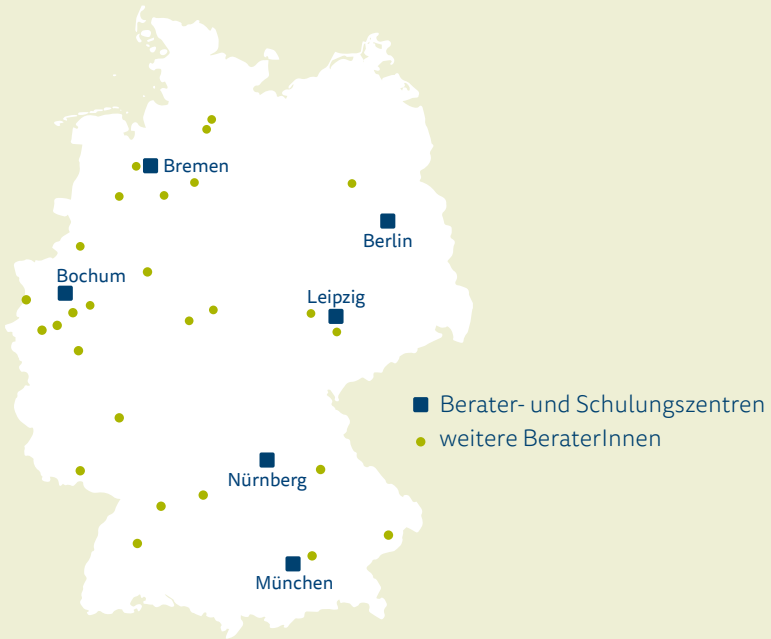 Bremen
Berlin
Bochum
Leipzig
Berater- und Schulungszentren
weitere BeraterInnen
Nürnberg
München